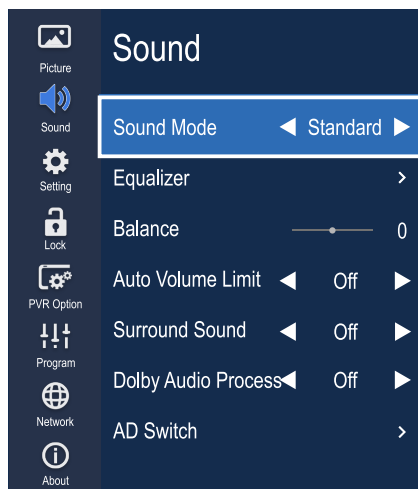 Picture
Sound
Setting
Lock
PVR Option
Program
Network
About
Sound
Sound Mode Standard
Equalizer
Balance 0
Auto Volume Limit Off
Surround Sound Off
Dolby Audio Process Off
AD Switch